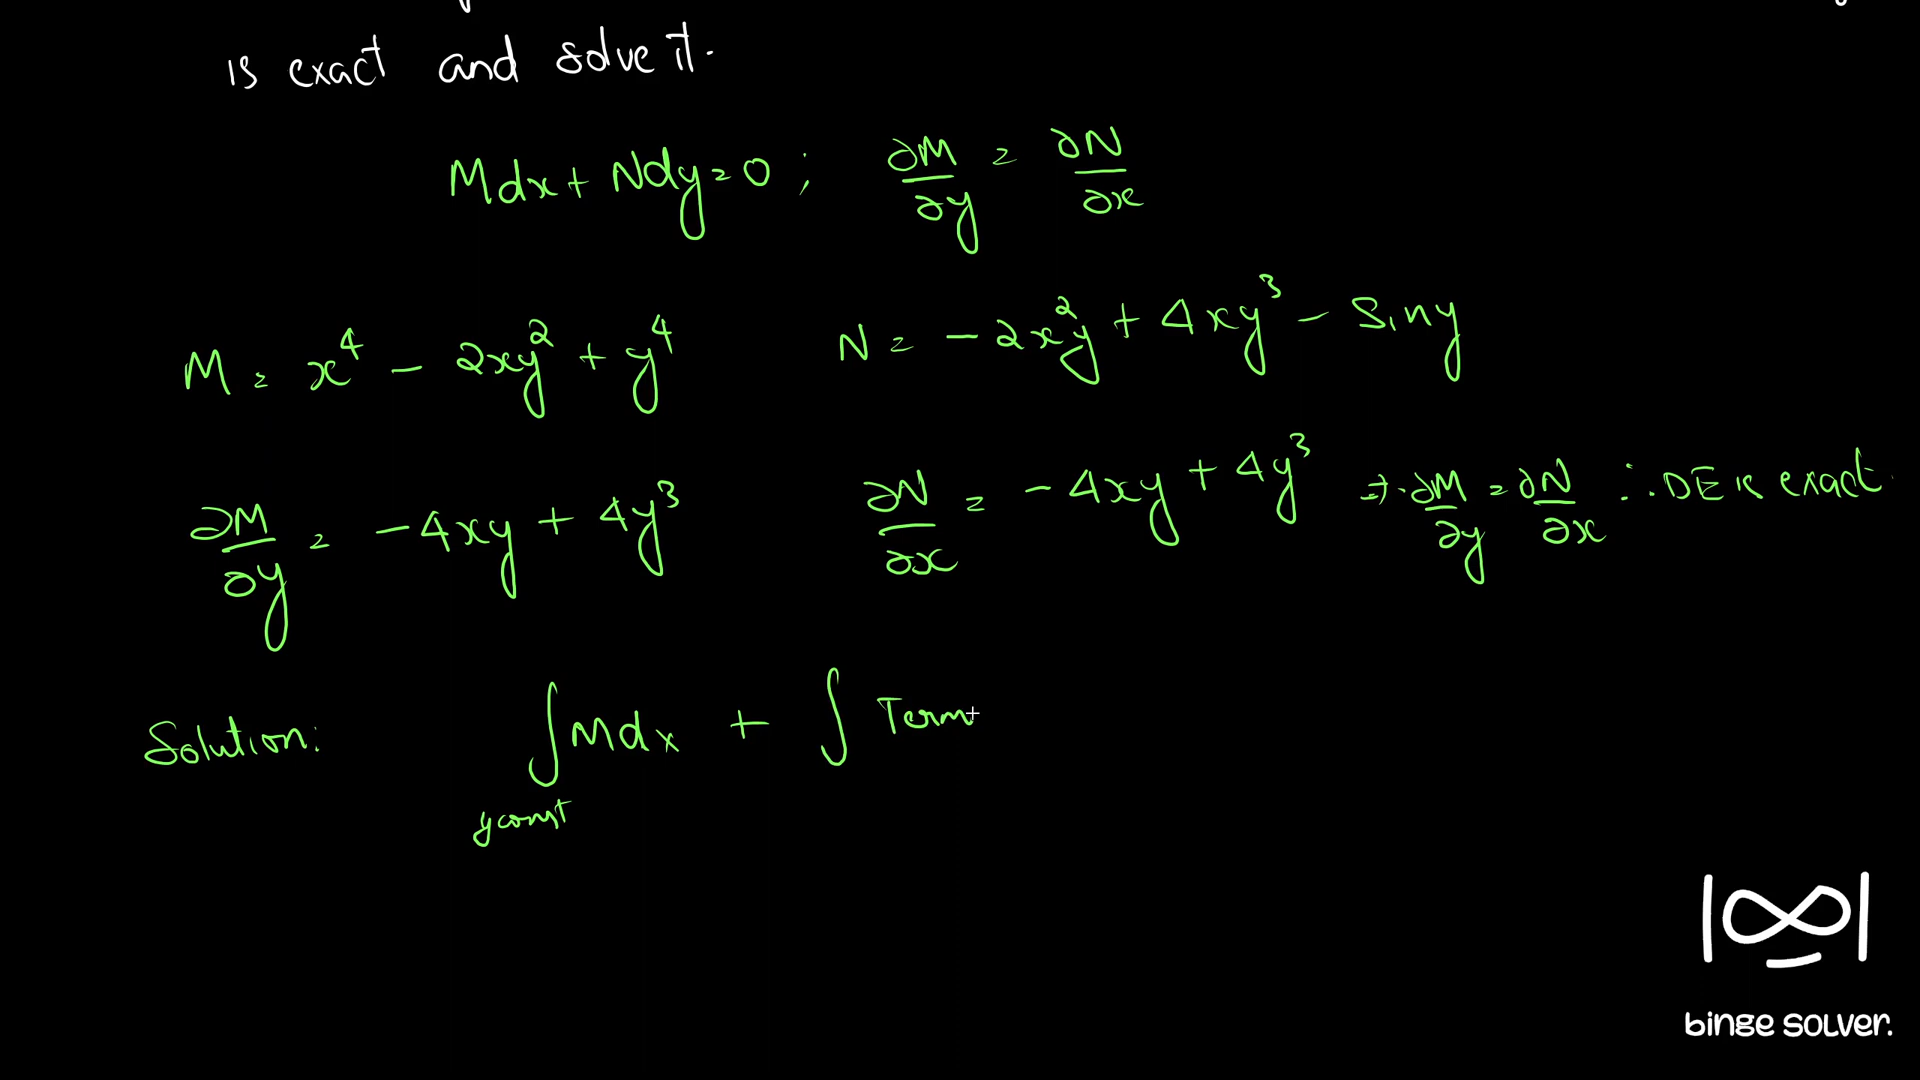 is exact and solve it.
Mdx + Ndy = 0 ; ∂M/∂y = ∂N/∂x
M = x⁴ - 2xy² + y⁴ N = -2x²y + 4xy³ - Siny
∂M/∂y = -4xy + 4y³ ∂N/∂x = -4xy + 4y³ ⇒ ∂M/∂y = ∂N/∂x ∴ DE is exact.
Solution: ∫Mdx + ∫ Term
y const
binge solver.